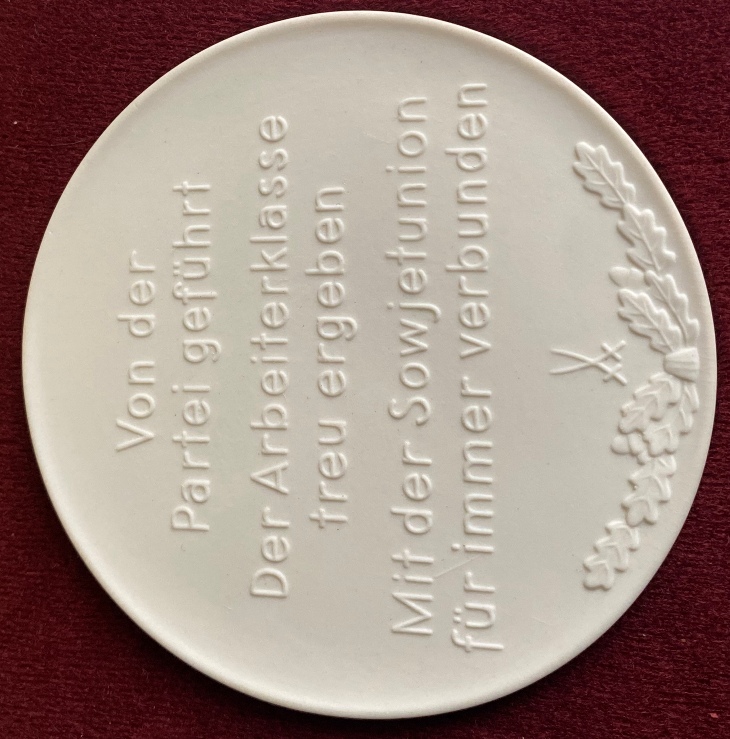 Von der
Partei geführt
Der Arbeiterklasse
treu ergeben
Mit der Sowjetunion
für immer verbunden